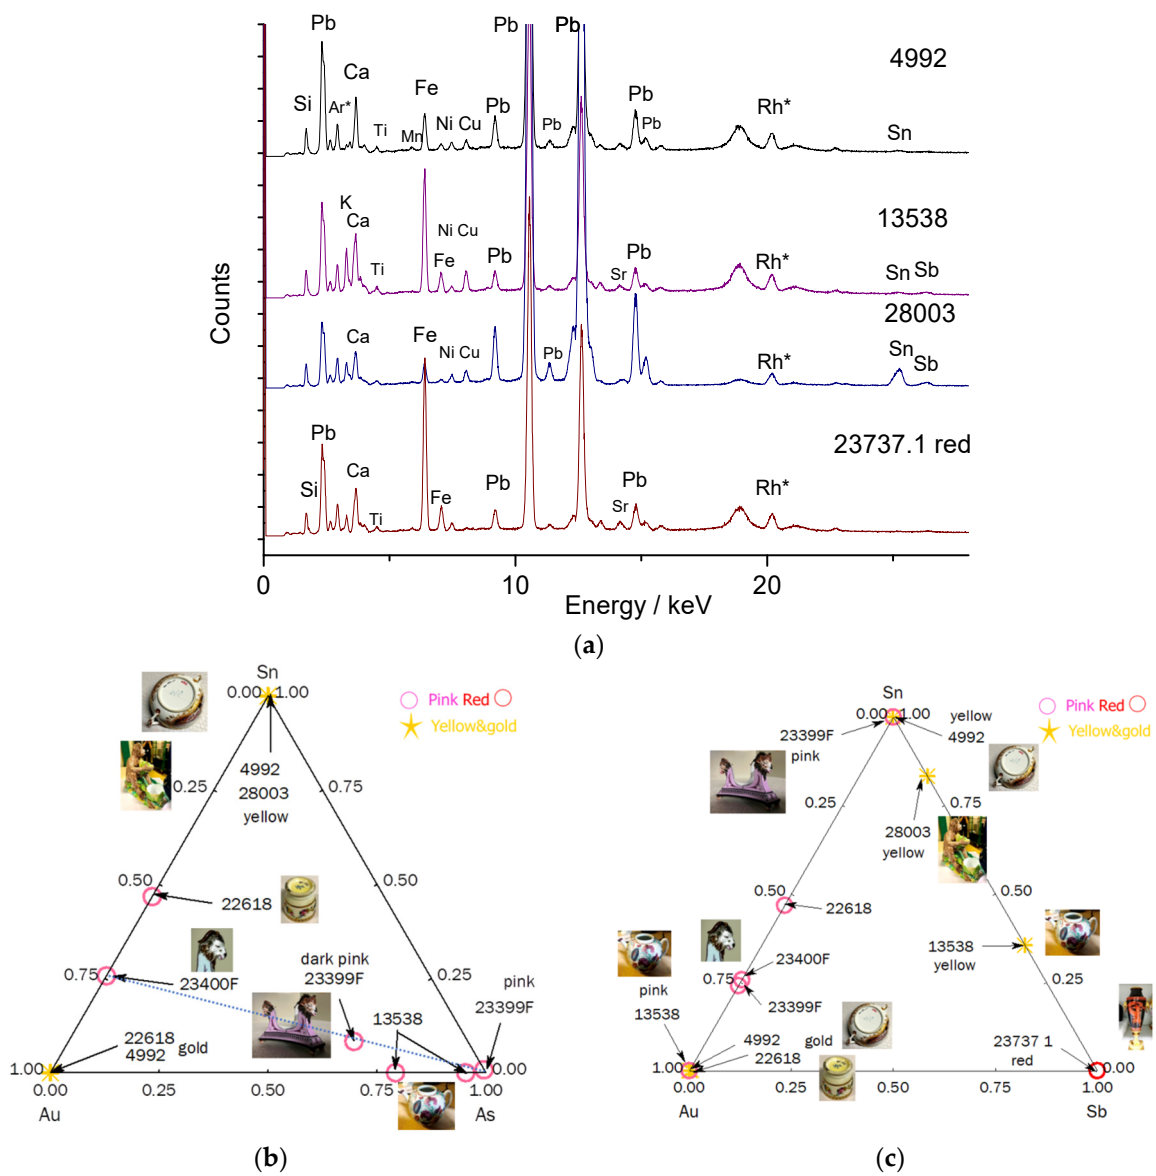 Pb Pb Pb
4992
Si Ar* Ca Ti Mn Fe Ni Cu Pb Pb Pb Pb Rh* Sn
13538
K Ca Ti Ni Cu Fe Pb Sr Pb Rh* Sn Sb
28003
Ca Fe Ni Cu Pb Rh* Sn Sb
23737.1 red
Pb Si Ca Ti Fe Pb Sr Pb Rh*
Counts
0 10 20
Energy / keV
(a)
Sn
0.00 1.00
Pink Red
Yellow&gold
4992
28003
yellow
0.25
0.75
0.50
0.50
22618
0.75
0.25
23400F
dark pink
23399F
pink
23399F
13538
22618
4992
gold
1.00
0.00
0.00 0.25 0.50 0.75 1.00
Au
As
(b)
Sn
0.00 1.00
Pink Red
Yellow&gold
yellow
4992
23399F
pink
0.25
0.75
28003
yellow
0.50
0.50
22618
13538
yellow
23400F
0.75
0.25
23399F
pink
13538
4992
22618
gold
23737 1
red
1.00
0.00
0.00 0.25 0.75 1.00
Au
Sb
(c)